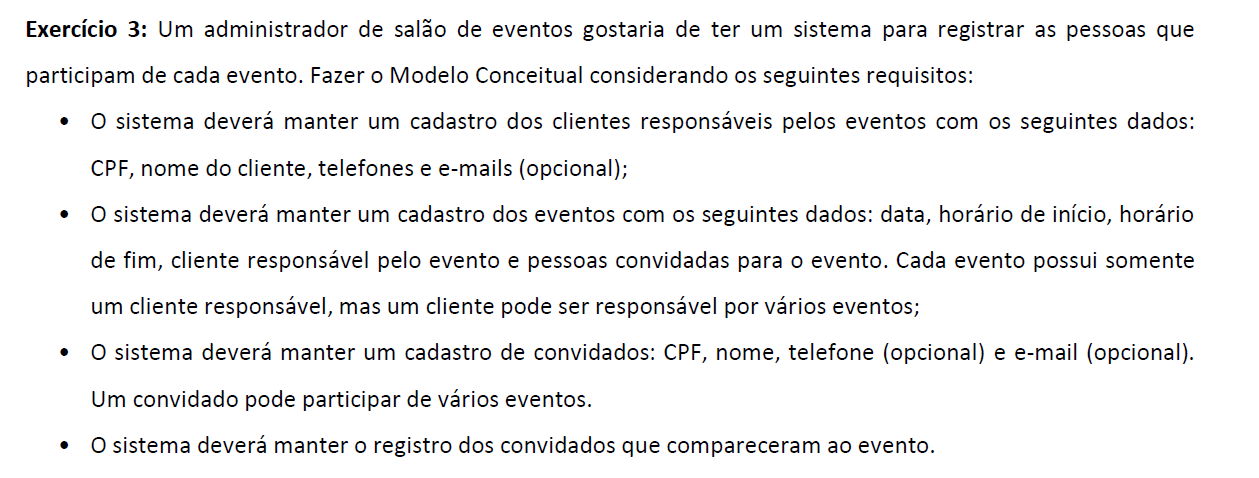 Exercício 3: Um administrador de salão de eventos gostaria de ter um sistema para registrar as pessoas que
participam de cada evento. Fazer o Modelo Conceitual considerando os seguintes requisitos:
• O sistema deverá manter um cadastro dos clientes responsáveis pelos eventos com os seguintes dados:
CPF, nome do cliente, telefones e e-mails (opcional);
• O sistema deverá manter um cadastro dos eventos com os seguintes dados: data, horário de início, horário
de fim, cliente responsável pelo evento e pessoas convidadas para o evento. Cada evento possui somente
um cliente responsável, mas um cliente pode ser responsável por vários eventos;
• O sistema deverá manter um cadastro de convidados: CPF, nome, telefone (opcional) e e-mail (opcional).
Um convidado pode participar de vários eventos.
• O sistema deverá manter o registro dos convidados que compareceram ao evento.